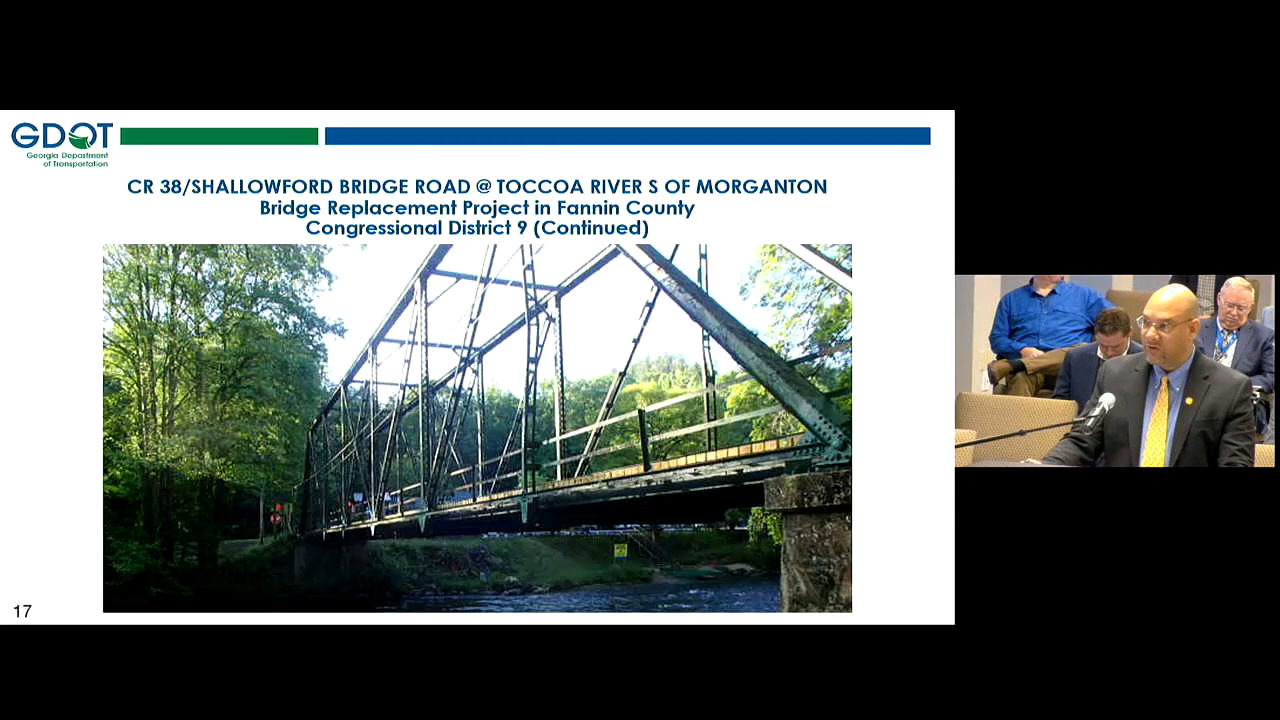 GDOT
Georgia Department
of Transportation
CR 38/SHALLOWFORD BRIDGE ROAD @ TOCCOA RIVER S OF MORGANTON
Bridge Replacement Project in Fannin County
Congressional District 9 (Continued)
17